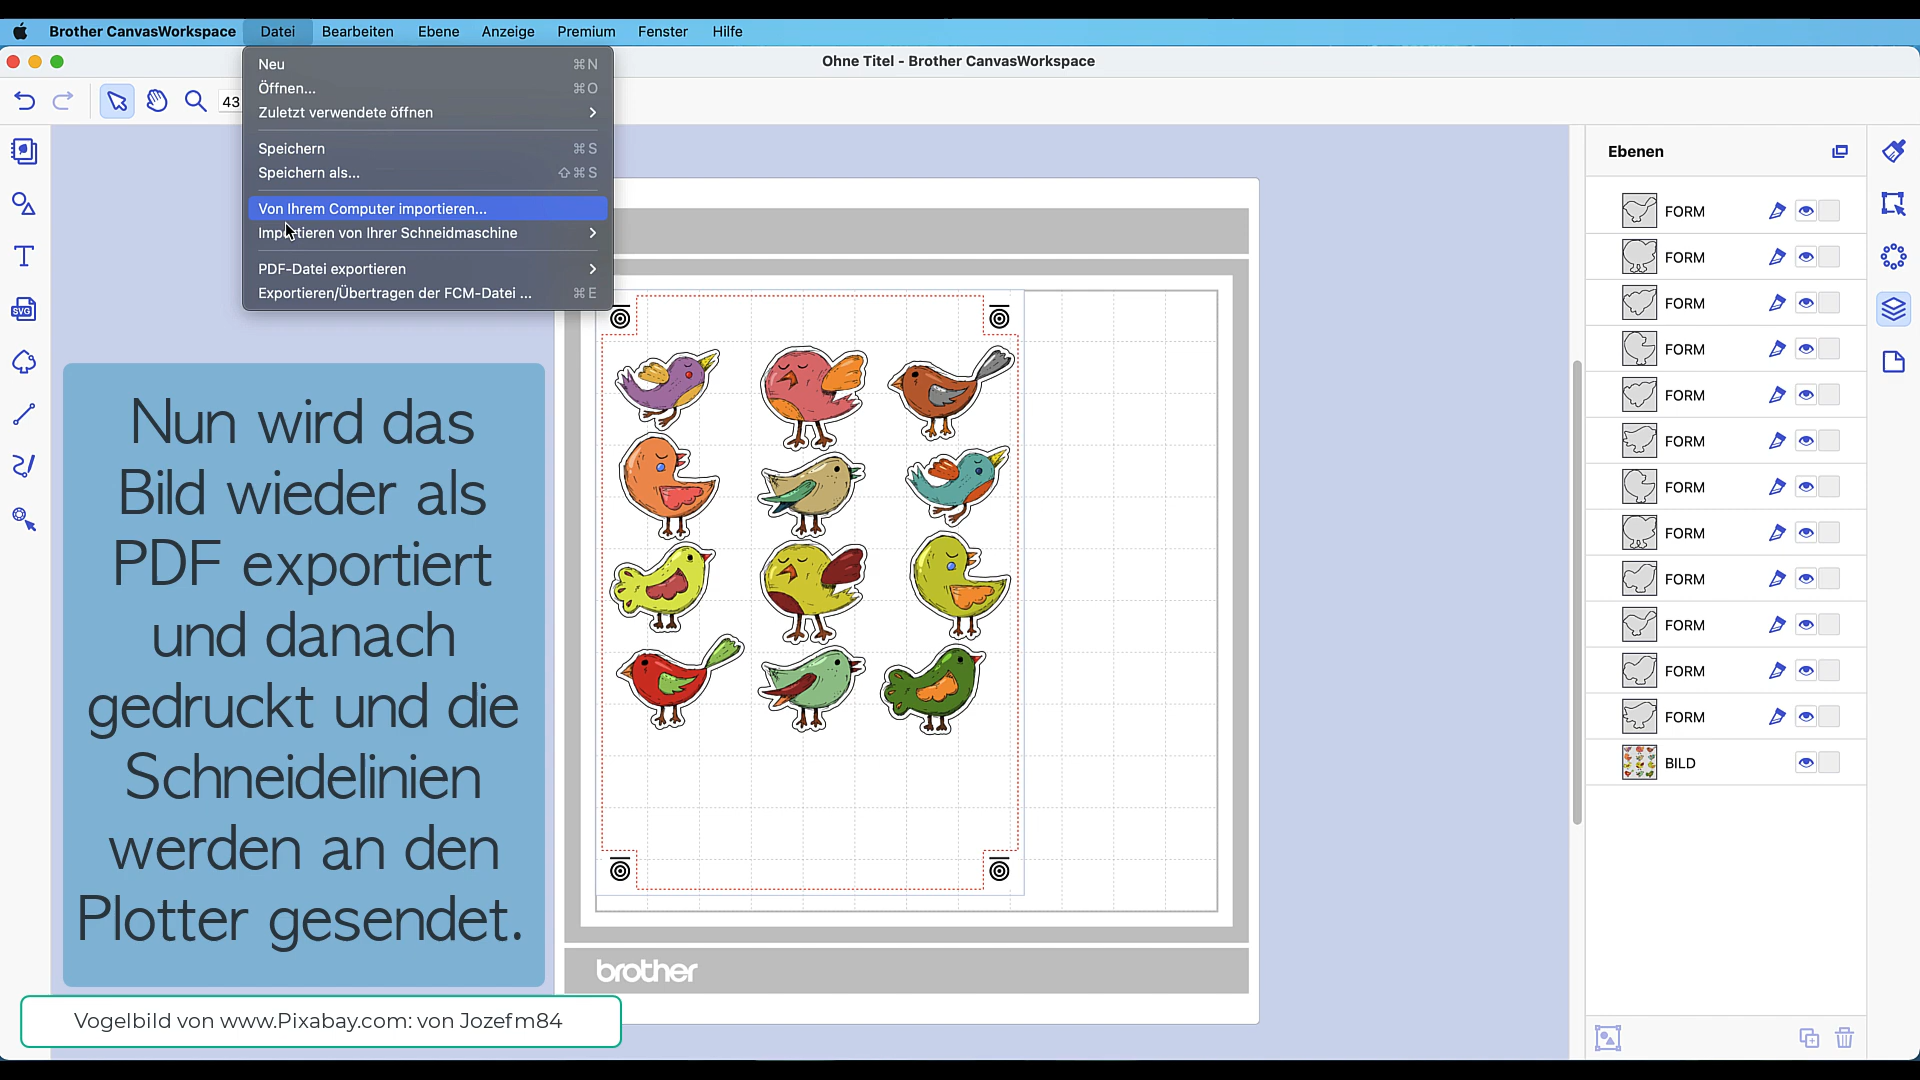 Brother CanvasWorkspace Datei Bearbeiten Ebene Anzeige Premium Fenster Hilfe
Ohne Titel - Brother CanvasWorkspace
43
Neu ⌘N
Öffnen... ⌘O
Zuletzt verwendete öffnen
Speichern ⌘S
Speichern als... ⇧⌘S
Von Ihrem Computer importieren...
Importieren von Ihrer Schneidmaschine
PDF-Datei exportieren
Exportieren/Übertragen der FCM-Datei ... ⌘E
T
SVG
Nun wird das
Bild wieder als
PDF exportiert
und danach
gedruckt und die
Schneidelinien
werden an den
Plotter gesendet.
Vogelbild von www.Pixabay.com: von Jozefm84
brother
Ebenen
FORM
FORM
FORM
FORM
FORM
FORM
FORM
FORM
FORM
FORM
FORM
FORM
BILD